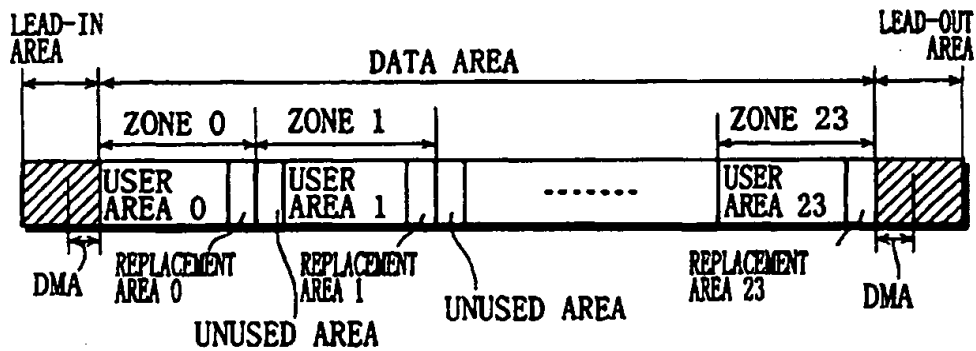 LEAD-IN
AREA
LEAD-OUT
AREA
DATA AREA
ZONE 0
ZONE 1
ZONE 23
USER
AREA 0
USER
AREA 1
USER
AREA 23
DMA
REPLACEMENT
AREA 0
UNUSED AREA
REPLACEMENT
AREA 1
UNUSED AREA
REPLACEMENT
AREA 23
DMA